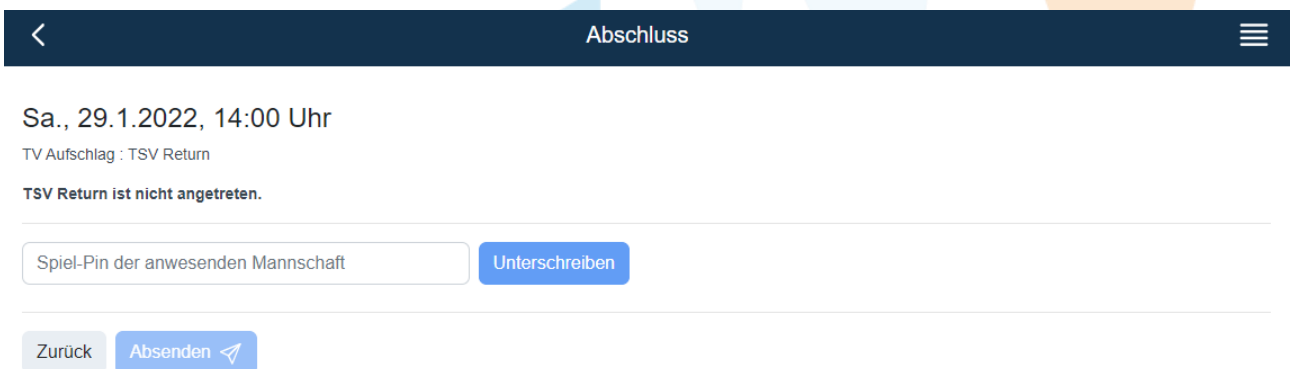 Abschluss
Sa., 29.1.2022, 14:00 Uhr
TV Aufschlag : TSV Return
TSV Return ist nicht angetreten.
Spiel-Pin der anwesenden Mannschaft Unterschreiben
Zurück Absenden